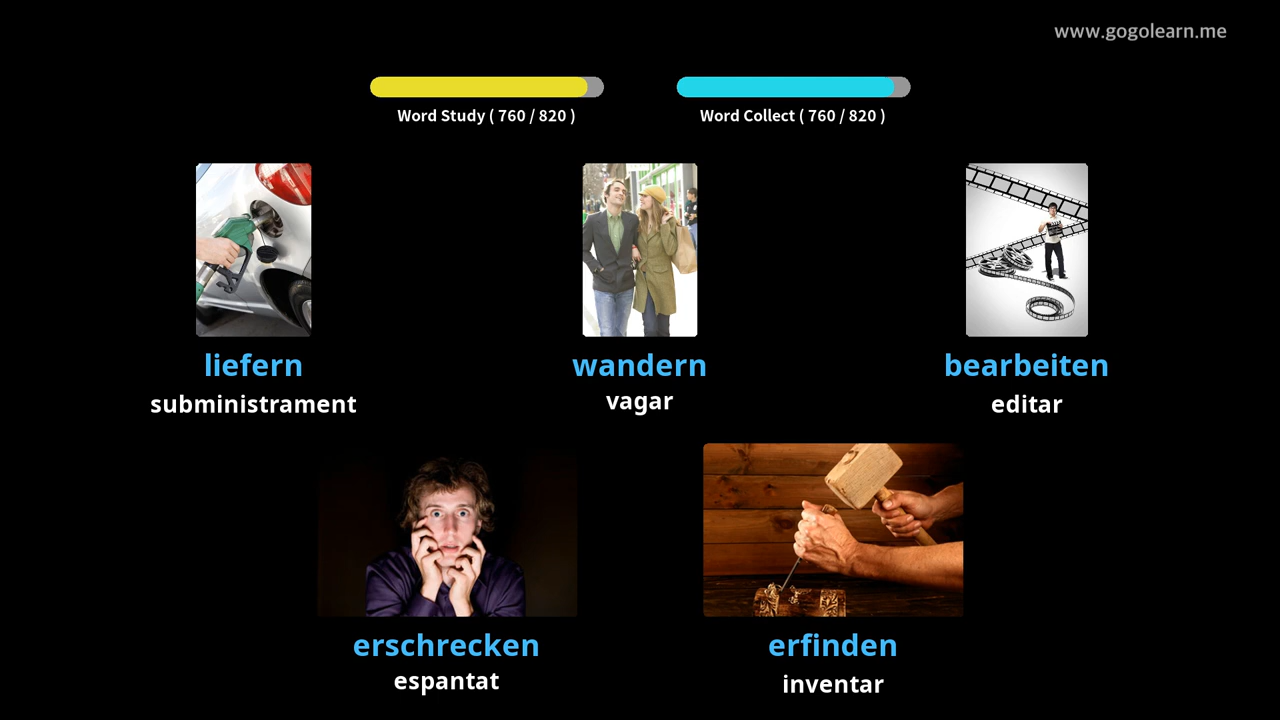 www.gogolearn.me
Word Study ( 760 / 820 )
Word Collect ( 760 / 820 )
liefern
subministrament
wandern
vagar
bearbeiten
editar
erschrecken
espantat
erfinden
inventar